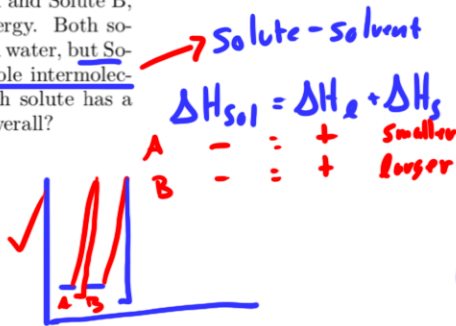 and Solute B,
ergy. Both so-
water, but So-
ole intermolec-
h solute has a
verall?
solute - solvent
ΔHsol = ΔHl + ΔHs
A - = + smaller
B - = + larger
A B